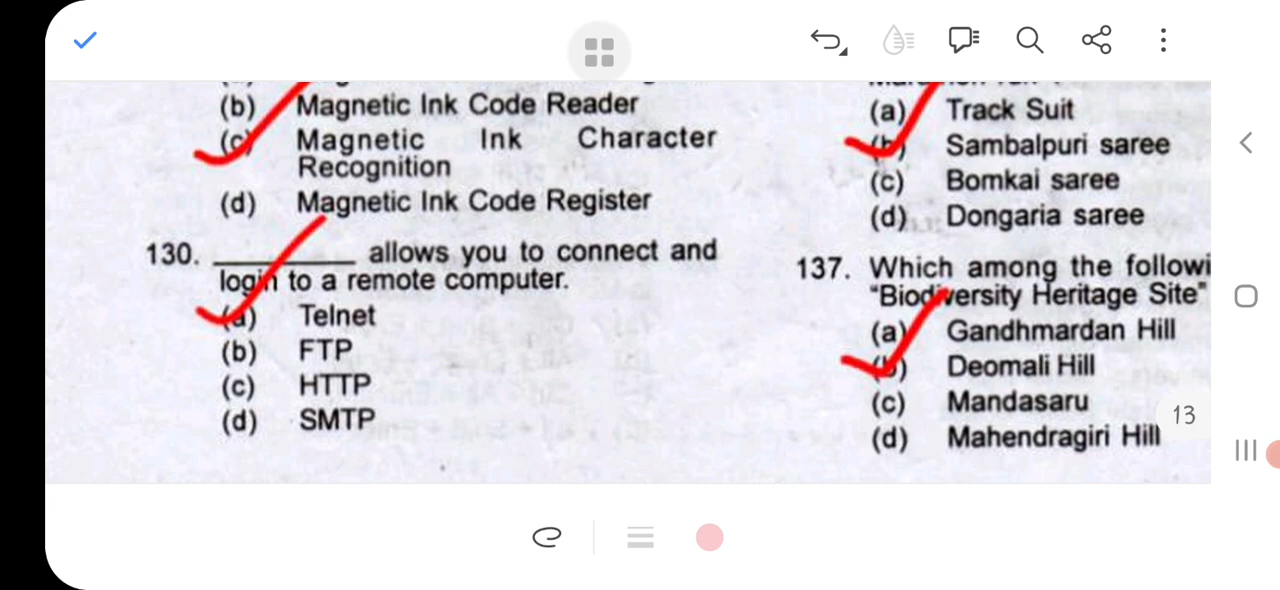 (b) Magnetic Ink Code Reader
(c) Magnetic Ink Character
Recognition
(d) Magnetic Ink Code Register
130. __________ allows you to connect and
login to a remote computer.
(a) Telnet
(b) FTP
(c) HTTP
(d) SMTP
(a) Track Suit
(b) Sambalpuri saree
(c) Bomkai saree
(d) Dongaria saree
137. Which among the followi
"Biodiversity Heritage Site"
(a) Gandhmardan Hill
(b) Deomali Hill
(c) Mandasaru
(d) Mahendragiri Hill
13